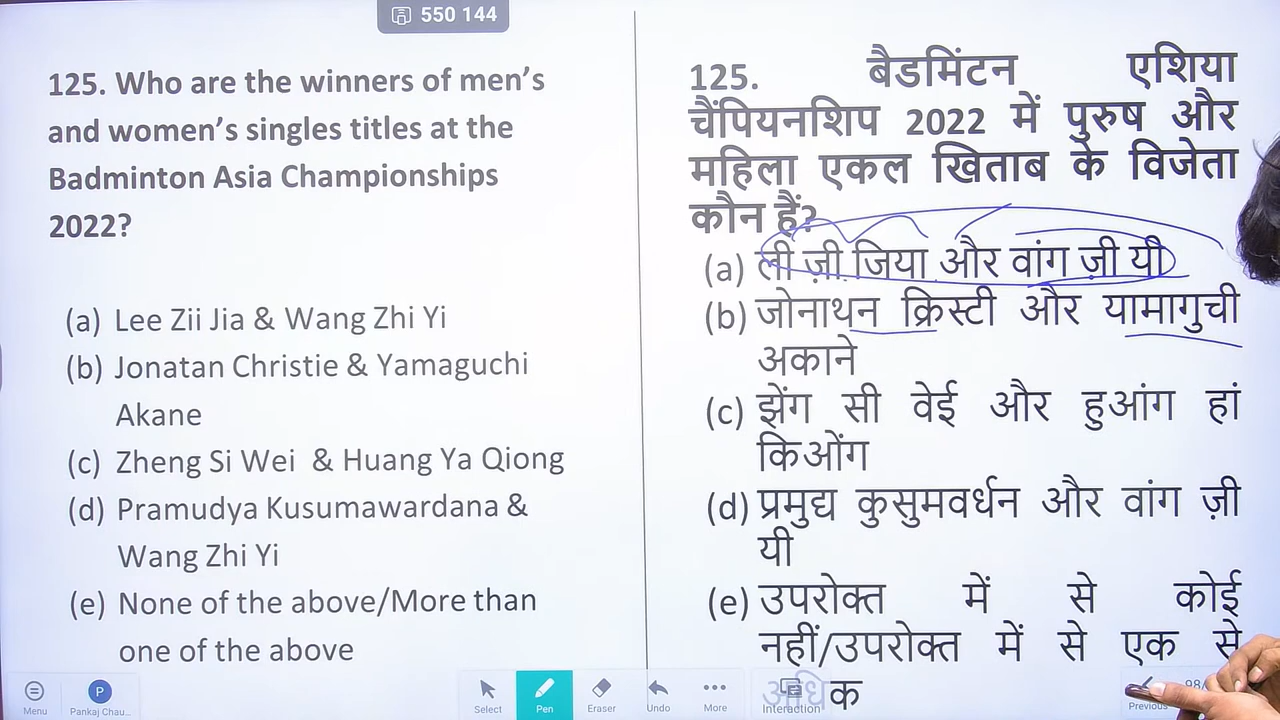 550 144
125. Who are the winners of men’s
and women’s singles titles at the
Badminton Asia Championships
2022?
(a) Lee Zii Jia & Wang Zhi Yi
(b) Jonatan Christie & Yamaguchi
Akane
(c) Zheng Si Wei & Huang Ya Qiong
(d) Pramudya Kusumawardana &
Wang Zhi Yi
(e) None of the above/More than
one of the above
125. बैडमिंटन एशिया
चैंपियनशिप 2022 में पुरुष और
महिला एकल खिताब के विजेता
कौन हैं?
(a) ली ज़ी जिया और वांग ज़ी यी
(b) जोनाथन क्रिस्टी और यामागुची
अकाने
(c) झेंग सी वेई और हुआंग हां
किओंग
(d) प्रमुद्य कुसुमवर्धन और वांग ज़ी
यी
(e) उपरोक्त में से कोई
नहीं/उपरोक्त में से एक से
अधिक
Menu
P
Pankaj Chau...
Select
Pen
Eraser
Undo
More
Interaction
Previous
98/